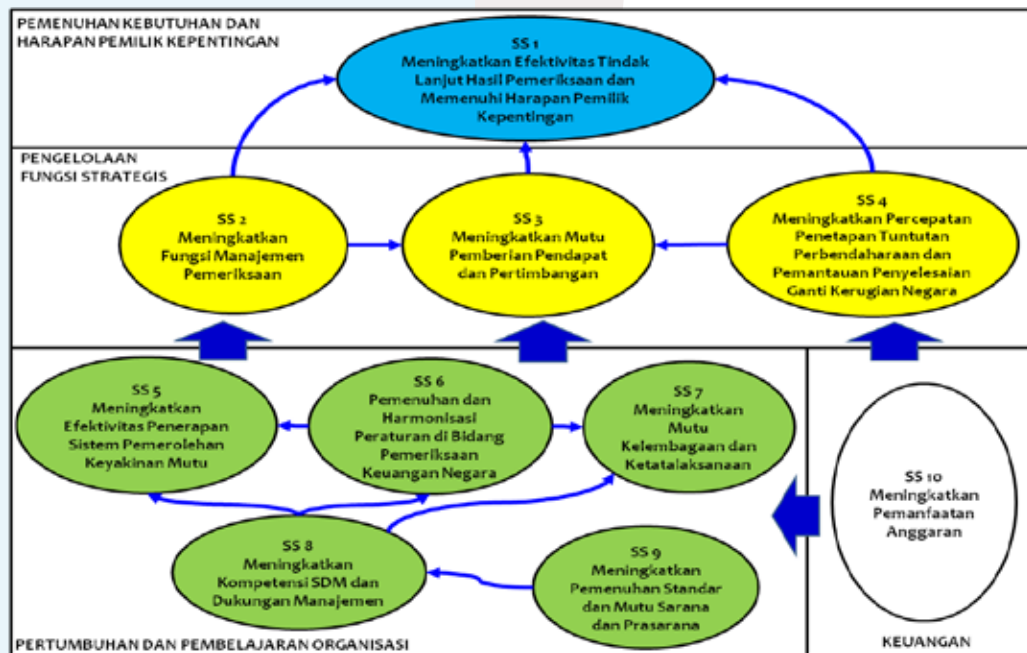 PEMENUHAN KEBUTUHAN DAN
HARAPAN PEMILIK KEPENTINGAN
SS 1
Meningkatkan Efektivitas Tindak
Lanjut Hasil Pemeriksaan dan
Memenuhi Harapan Pemilik
Kepentingan
PENGELOLAAN
FUNGSI STRATEGIS
SS 2
Meningkatkan
Fungsi Manajemen
Pemeriksaan
SS 3
Meningkatkan Mutu
Pemberian Pendapat
dan Pertimbangan
SS 4
Meningkatkan Percepatan
Penetapan Tuntutan
Perbendaharaan dan
Pemantauan Penyelesaian
Ganti Kerugian Negara
SS 5
Meningkatkan
Efektivitas Penerapan
Sistem Pemerolehan
Keyakinan Mutu
SS 6
Pemenuhan dan
Harmonisasi
Peraturan di Bidang
Pemeriksaan
Keuangan Negara
SS 7
Meningkatkan
Mutu
Kelembagaan dan
Ketatalaksanaan
SS 8
Meningkatkan
Kompetensi SDM dan
Dukungan Manajemen
SS 9
Meningkatkan
Pemenuhan Standar
dan Mutu Sarana
dan Prasarana
SS 10
Meningkatkan
Pemanfaatan
Anggaran
PERTUMBUHAN DAN PEMBELAJARAN ORGANISASI
KEUANGAN